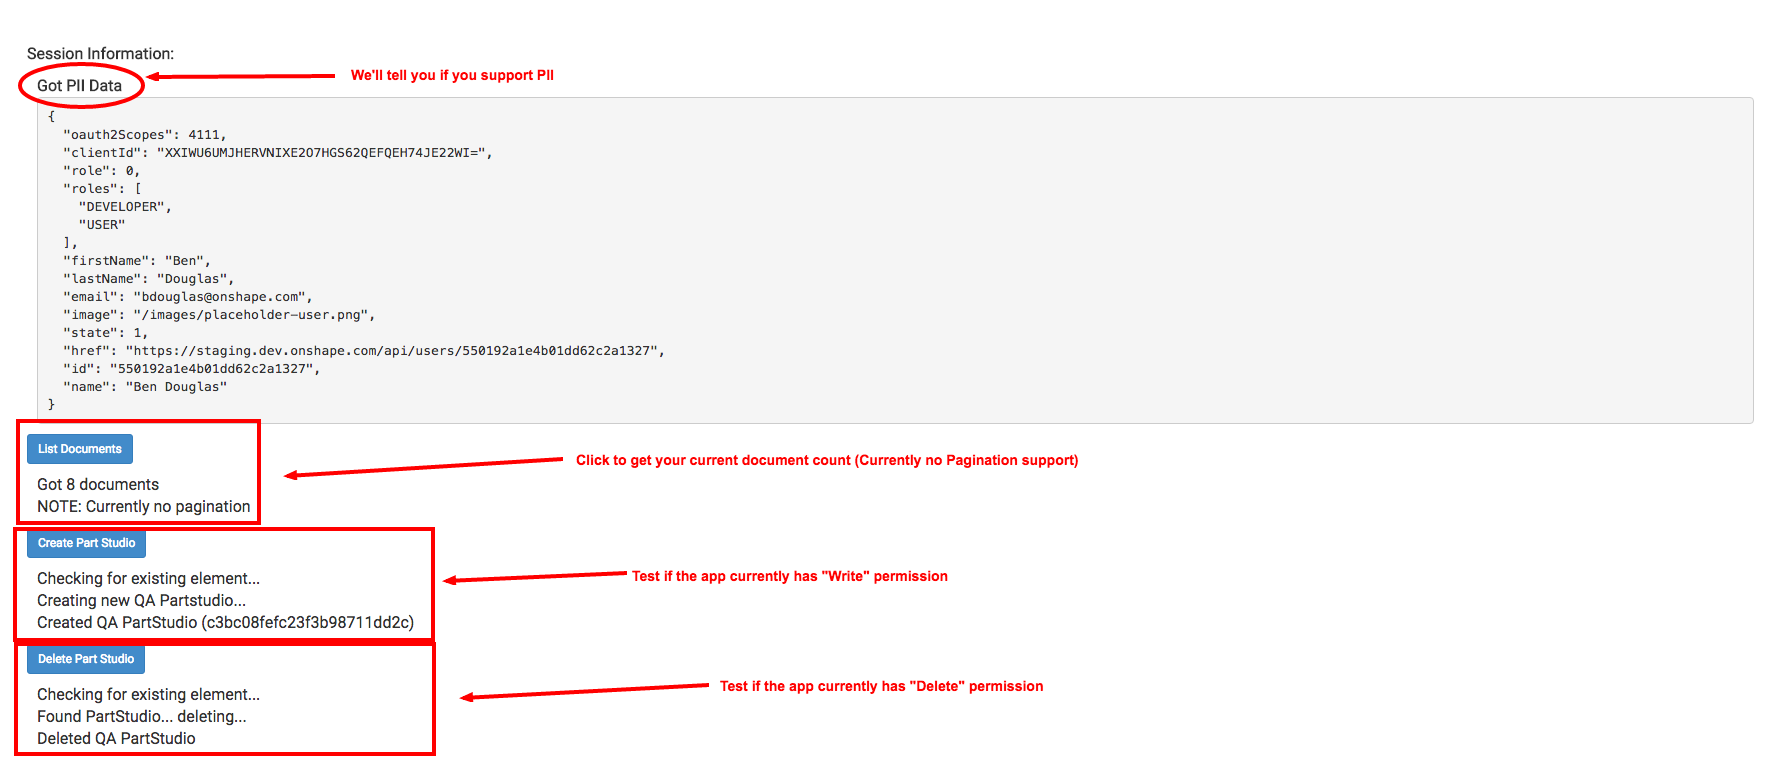 Session Information:
Got PII Data
We'll tell you if you support PII
{
"oauth2Scopes": 4111,
"clientId": "XXIWU6UMJHERVNIXE2O7HGS62QEFQEH74JE22WI=",
"role": 0,
"roles": [
"DEVELOPER",
"USER"
],
"firstName": "Ben",
"lastName": "Douglas",
"email": "bdouglas@onshape.com",
"image": "/images/placeholder-user.png",
"state": 1,
"href": "https://staging.dev.onshape.com/api/users/550192a1e4b01dd62c2a1327",
"id": "550192a1e4b01dd62c2a1327",
"name": "Ben Douglas"
}
List Documents
Click to get your current document count (Currently no Pagination support)
Got 8 documents
NOTE: Currently no pagination
Create Part Studio
Checking for existing element...
Test if the app currently has "Write" permission
Creating new QA Partstudio...
Created QA PartStudio (c3bc08fefc23f3b98711dd2c)
Delete Part Studio
Checking for existing element...
Test if the app currently has "Delete" permission
Found PartStudio... deleting...
Deleted QA PartStudio